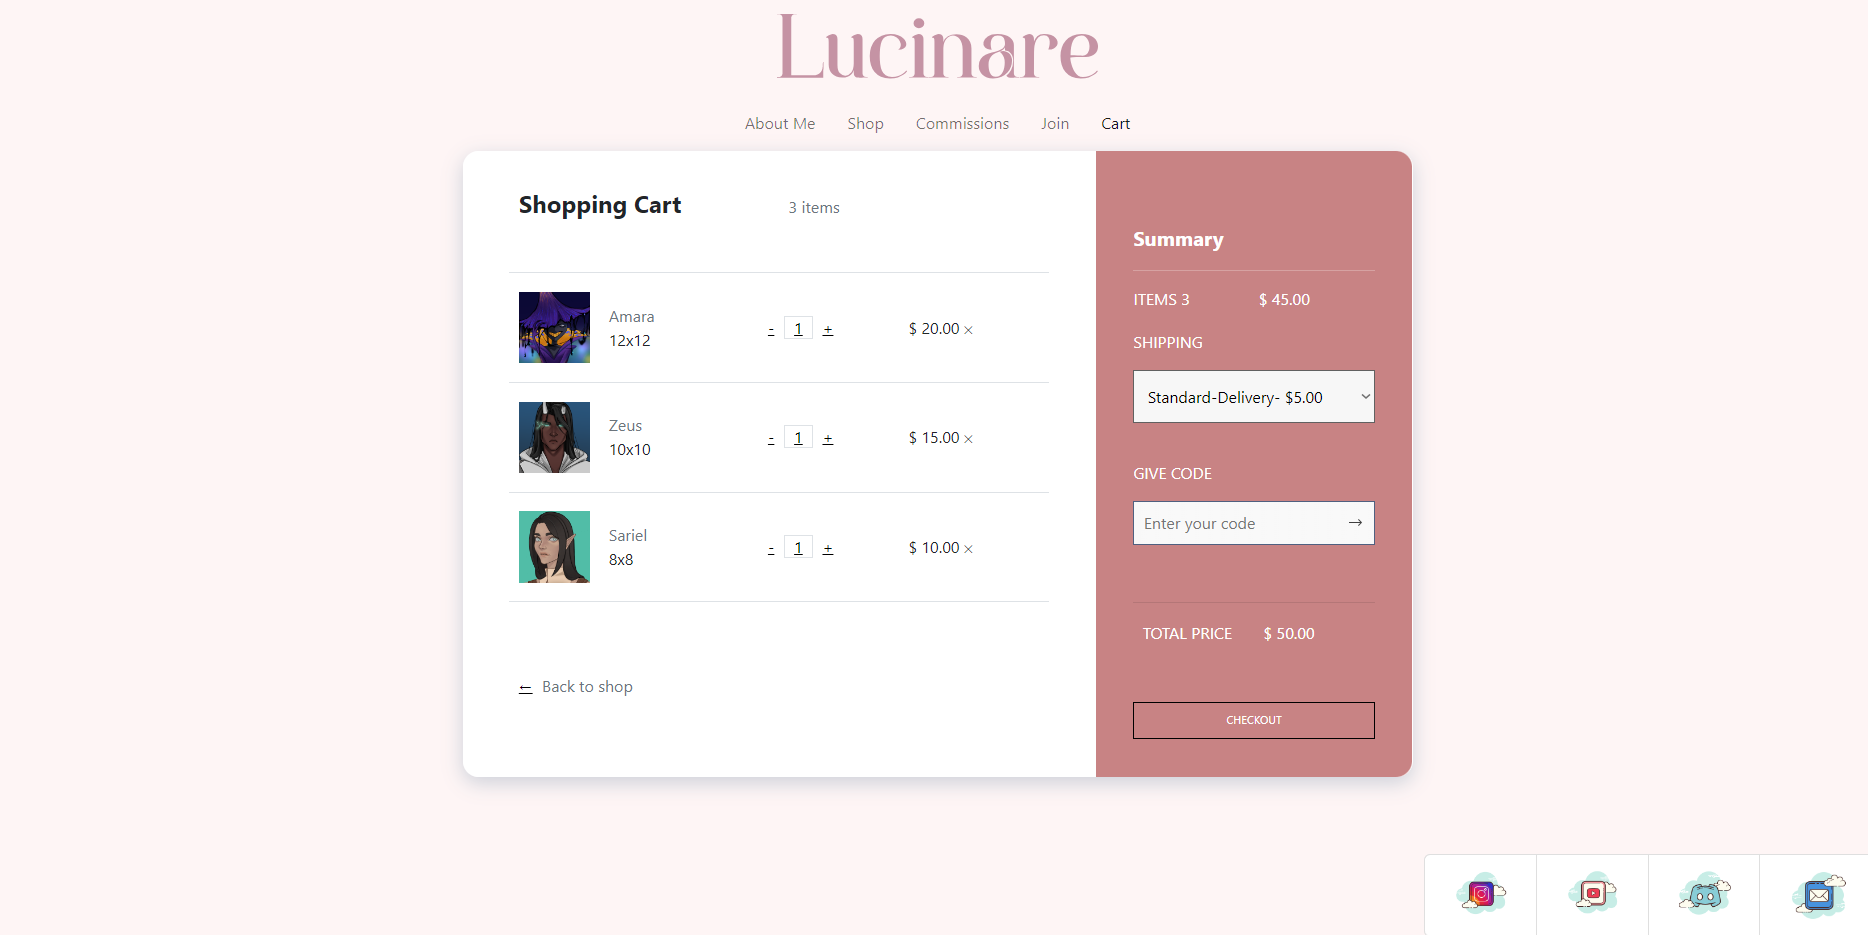 Lucinare
About Me Shop Commissions Join Cart
Shopping Cart 3 items
Amara
12x12
- 1 + $ 20.00 ×
Zeus
10x10
- 1 + $ 15.00 ×
Sariel
8x8
- 1 + $ 10.00 ×
← Back to shop
Summary
ITEMS 3 $ 45.00
SHIPPING
Standard-Delivery- $5.00
GIVE CODE
Enter your code →
TOTAL PRICE $ 50.00
CHECKOUT